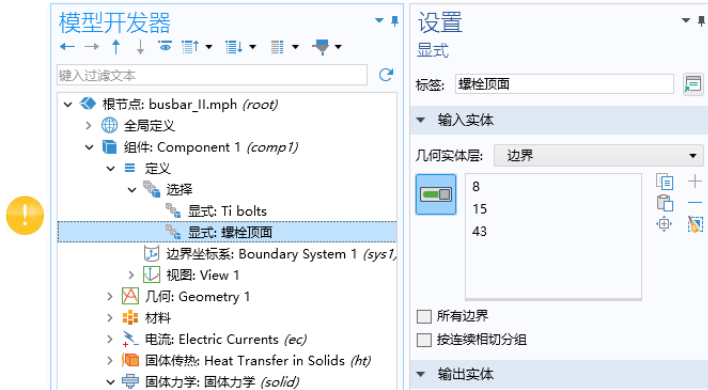 模型开发器
键入过滤文本
根节点: busbar_II.mph (root)
全局定义
组件: Component 1 (comp1)
定义
选择
显式: Ti bolts
显式: 螺栓顶面
边界坐标系: Boundary System 1 (sys1)
视图: View 1
几何: Geometry 1
材料
电流: Electric Currents (ec)
固体传热: Heat Transfer in Solids (ht)
固体力学: 固体力学 (solid)
设置
显式
标签: 螺栓顶面
输入实体
几何实体层: 边界
8
15
43
所有边界
按连续相切分组
输出实体